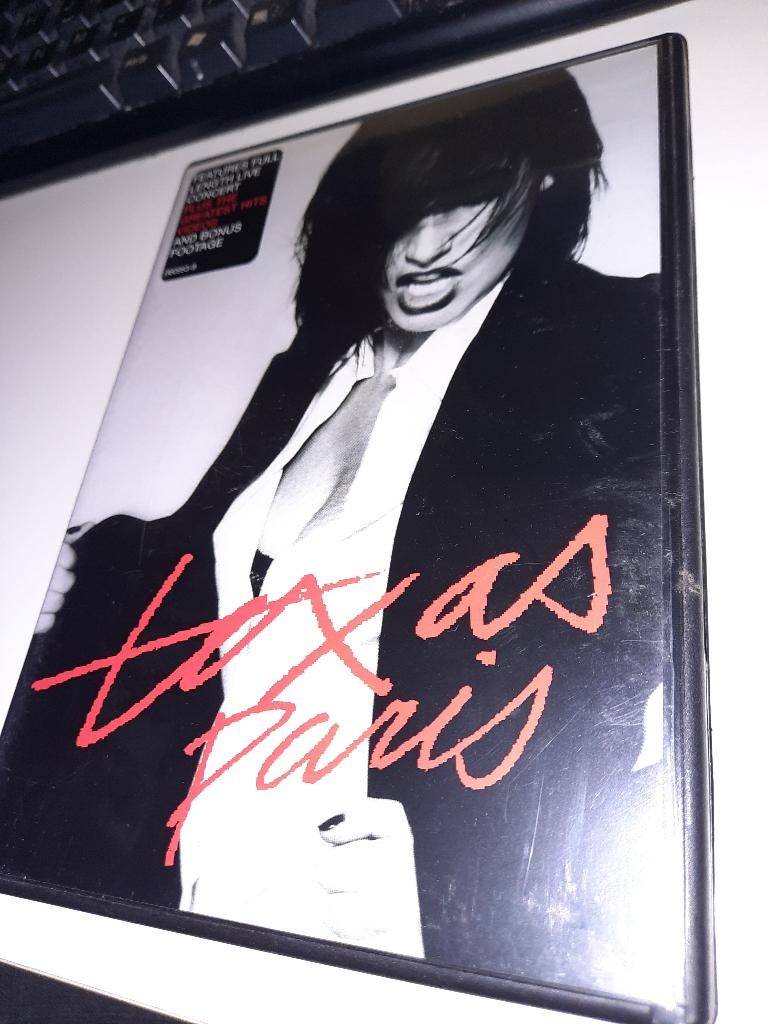 FEATURES FULL
LENGTH LIVE
CONCERT
PLUS THE
GREATEST HITS
VIDEOS
AND BONUS
FOOTAGE
texas
paris